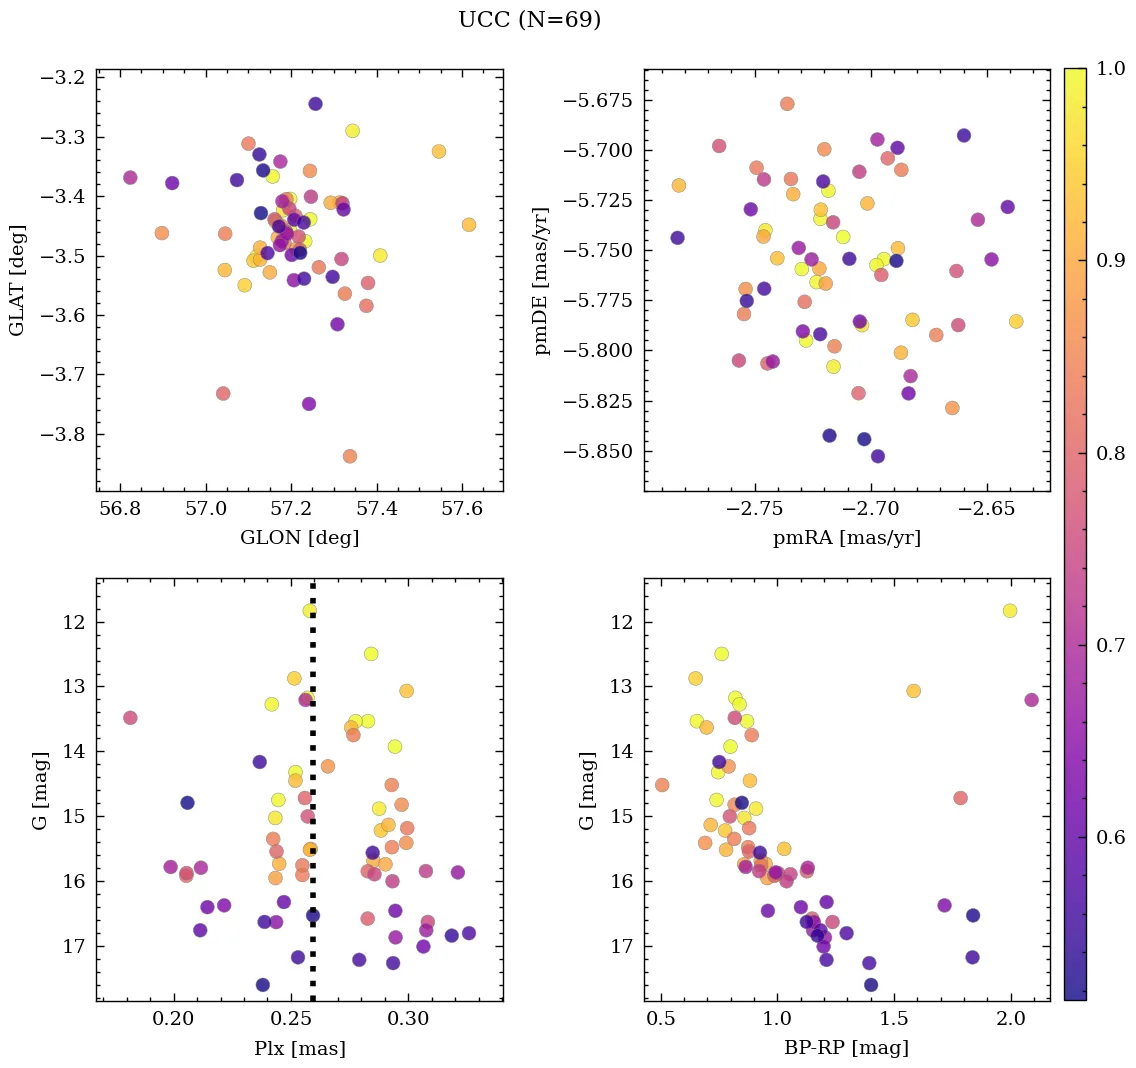 UCC (N=69)
−3.2
−3.3
−3.4
−3.5
−3.6
−3.7
−3.8
GLAT [deg]
56.8 57.0 57.2 57.4 57.6
GLON [deg]
−5.675
−5.700
−5.725
−5.750
−5.775
−5.800
−5.825
−5.850
pmDE [mas/yr]
−2.75 −2.70 −2.65
pmRA [mas/yr]
12
13
14
15
16
17
G [mag]
0.20 0.25 0.30
Plx [mas]
12
13
14
15
16
17
G [mag]
0.5 1.0 1.5 2.0
BP-RP [mag]
1.0
0.9
0.8
0.7
0.6